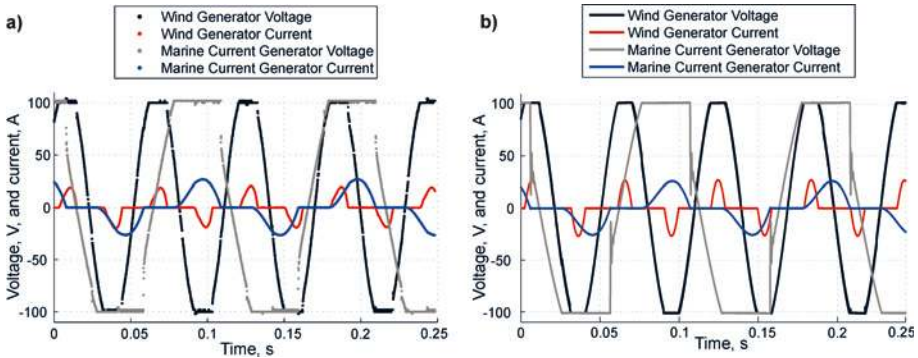 a)
Wind Generator Voltage
Wind Generator Current
Marine Current Generator Voltage
Marine Current Generator Current
Voltage, V, and current, A
100
50
0
-50
-100
0
0.05
0.1
0.15
0.2
0.25
Time, s
b)
Wind Generator Voltage
Wind Generator Current
Marine Current Generator Voltage
Marine Current Generator Current
Voltage, V, and current, A
100
50
0
-50
-100
0
0.05
0.10
0.15
0.20
0.25
Time, s